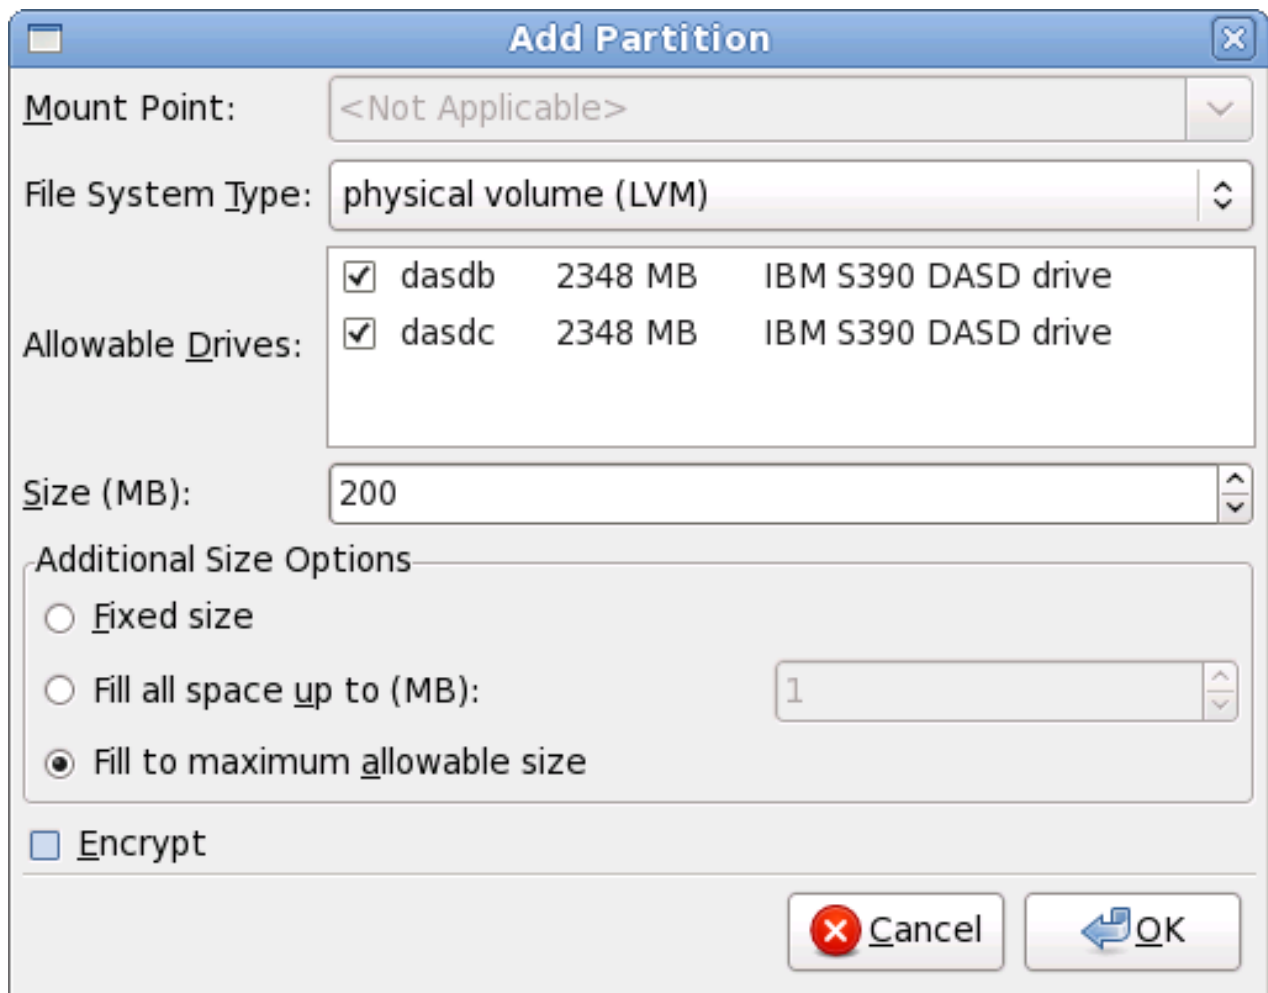 Add Partition
Mount Point: <Not Applicable>
File System Type: physical volume (LVM)
Allowable Drives:
dasdb 2348 MB IBM S390 DASD drive
dasdc 2348 MB IBM S390 DASD drive
Size (MB): 200
Additional Size Options
Fixed size
Fill all space up to (MB): 1
Fill to maximum allowable size
Encrypt
Cancel OK